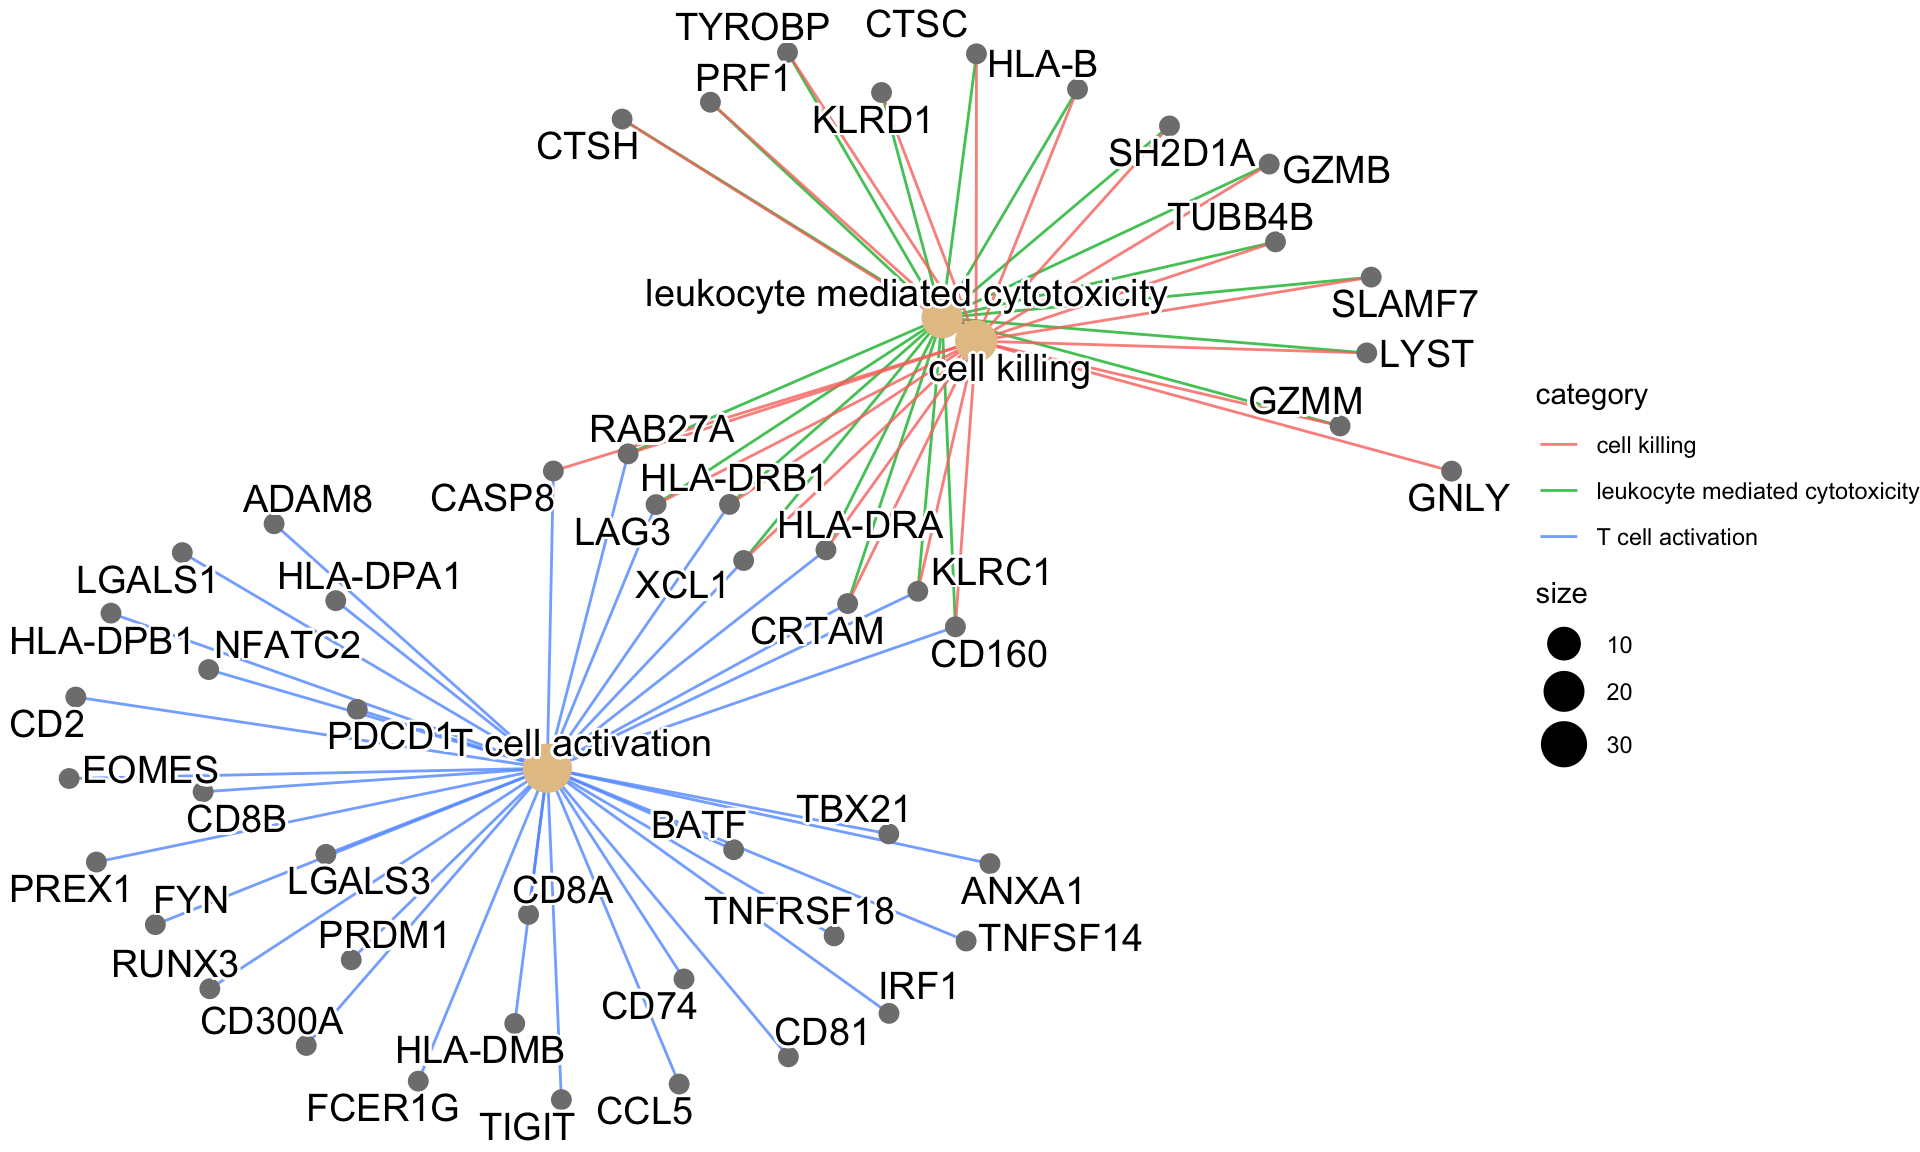 TYROBP
CTSC
PRF1
HLA-B
KLRD1
CTSH
SH2D1A
GZMB
TUBB4B
leukocyte mediated cytotoxicity
SLAMF7
LYST
cell killing
GZMM
GNLY
RAB27A
HLA-DRB1
CASP8
ADAM8
LAG3
HLA-DRA
KLRC1
XCL1
LGALS1
HLA-DPA1
CRTAM
CD160
HLA-DPB1
NFATC2
CD2
PDCD1
T cell activation
EOMES
CD8B
TBX21
BATF
PREX1
FYN
LGALS3
CD8A
ANXA1
TNFRSF18
TNFSF14
PRDM1
RUNX3
IRF1
CD74
CD300A
CD81
HLA-DMB
FCER1G
TIGIT
CCL5
category
cell killing
leukocyte mediated cytotoxicity
T cell activation
size
10
20
30